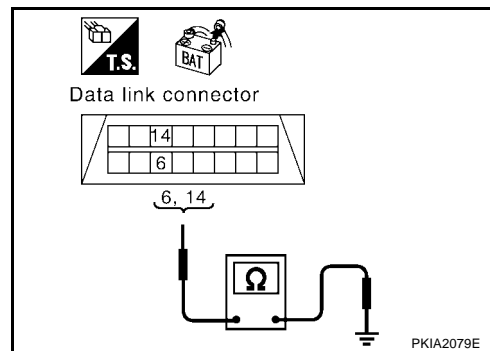 T.S.
BAT
Data link connector
14
6
6, 14
Ω
PKIA2079E